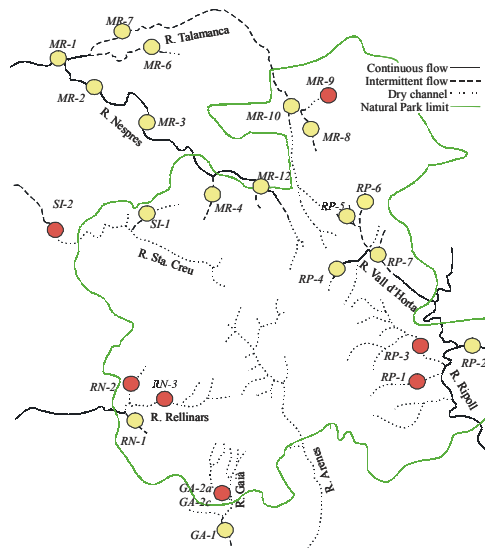 MR-7
R. Talamanca
MR-1
MR-6
Continuous flow
Intermittent flow
Dry channel
Natural Park limit
MR-9
MR-2
MR-10
R. Nespres
MR-3
MR-8
MR-12
RP-6
SI-2
MR-4
RP-5
SI-1
R. Sta. Creu
RP-4
R. Vall d'Horta
RP-7
RP-3
RP-2
RN-2
RN-3
RP-1
R. Ripoll
R. Rellinars
RN-1
R. Arenes
R. Gaià
GA-2a
GA-2c
GA-1